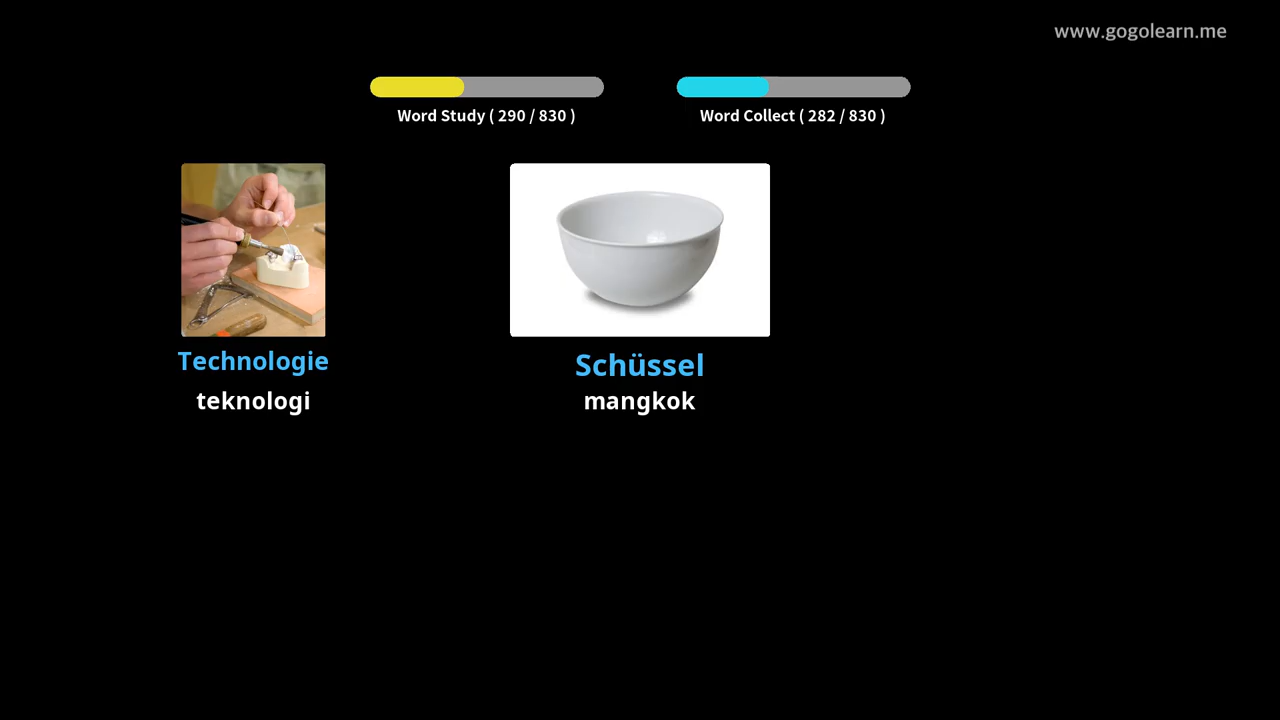 www.gogolearn.me
Word Study ( 290 / 830 )
Word Collect ( 282 / 830 )
Technologie
teknologi
Schüssel
mangkok